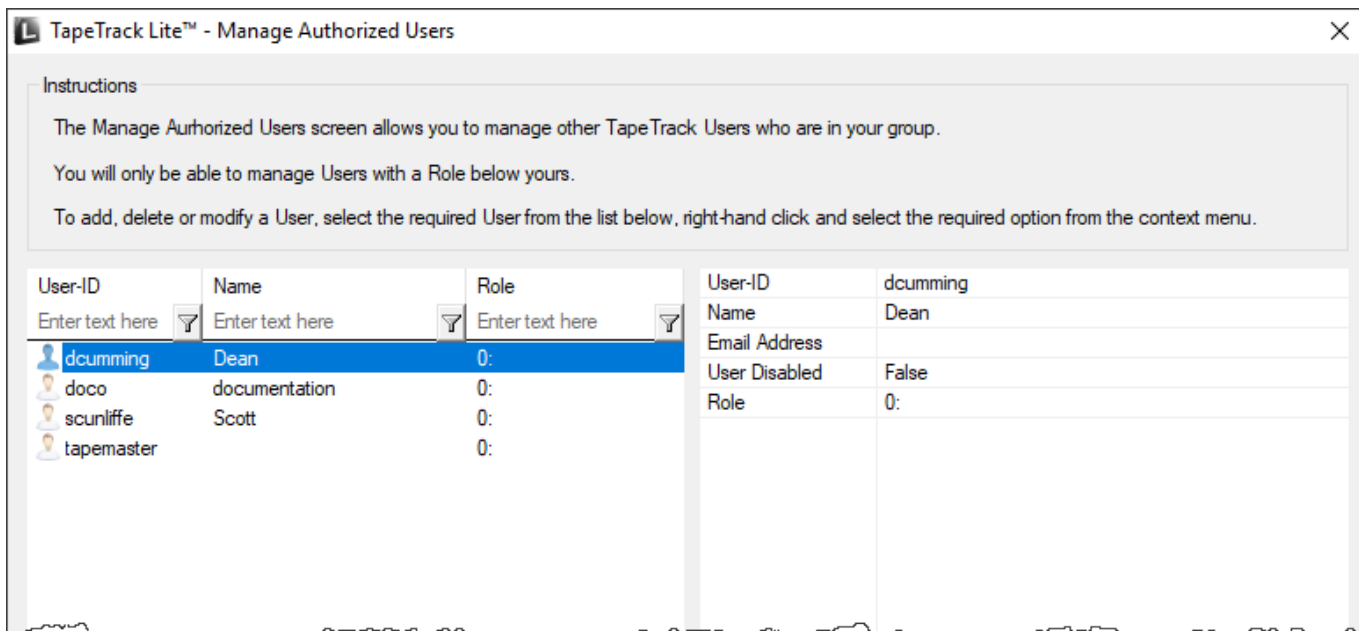 TapeTrack Lite™ - Manage Authorized Users
Instructions
The Manage Aurhorized Users screen allows you to manage other TapeTrack Users who are in your group.
You will only be able to manage Users with a Role below yours.
To add, delete or modify a User, select the required User from the list below, right-hand click and select the required option from the context menu.
User-ID Name Role
Enter text here Enter text here Enter text here
dcumming Dean 0:
doco documentation 0:
scunliffe Scott 0:
tapemaster 0:
User-ID dcumming
Name Dean
Email Address
User Disabled False
Role 0: